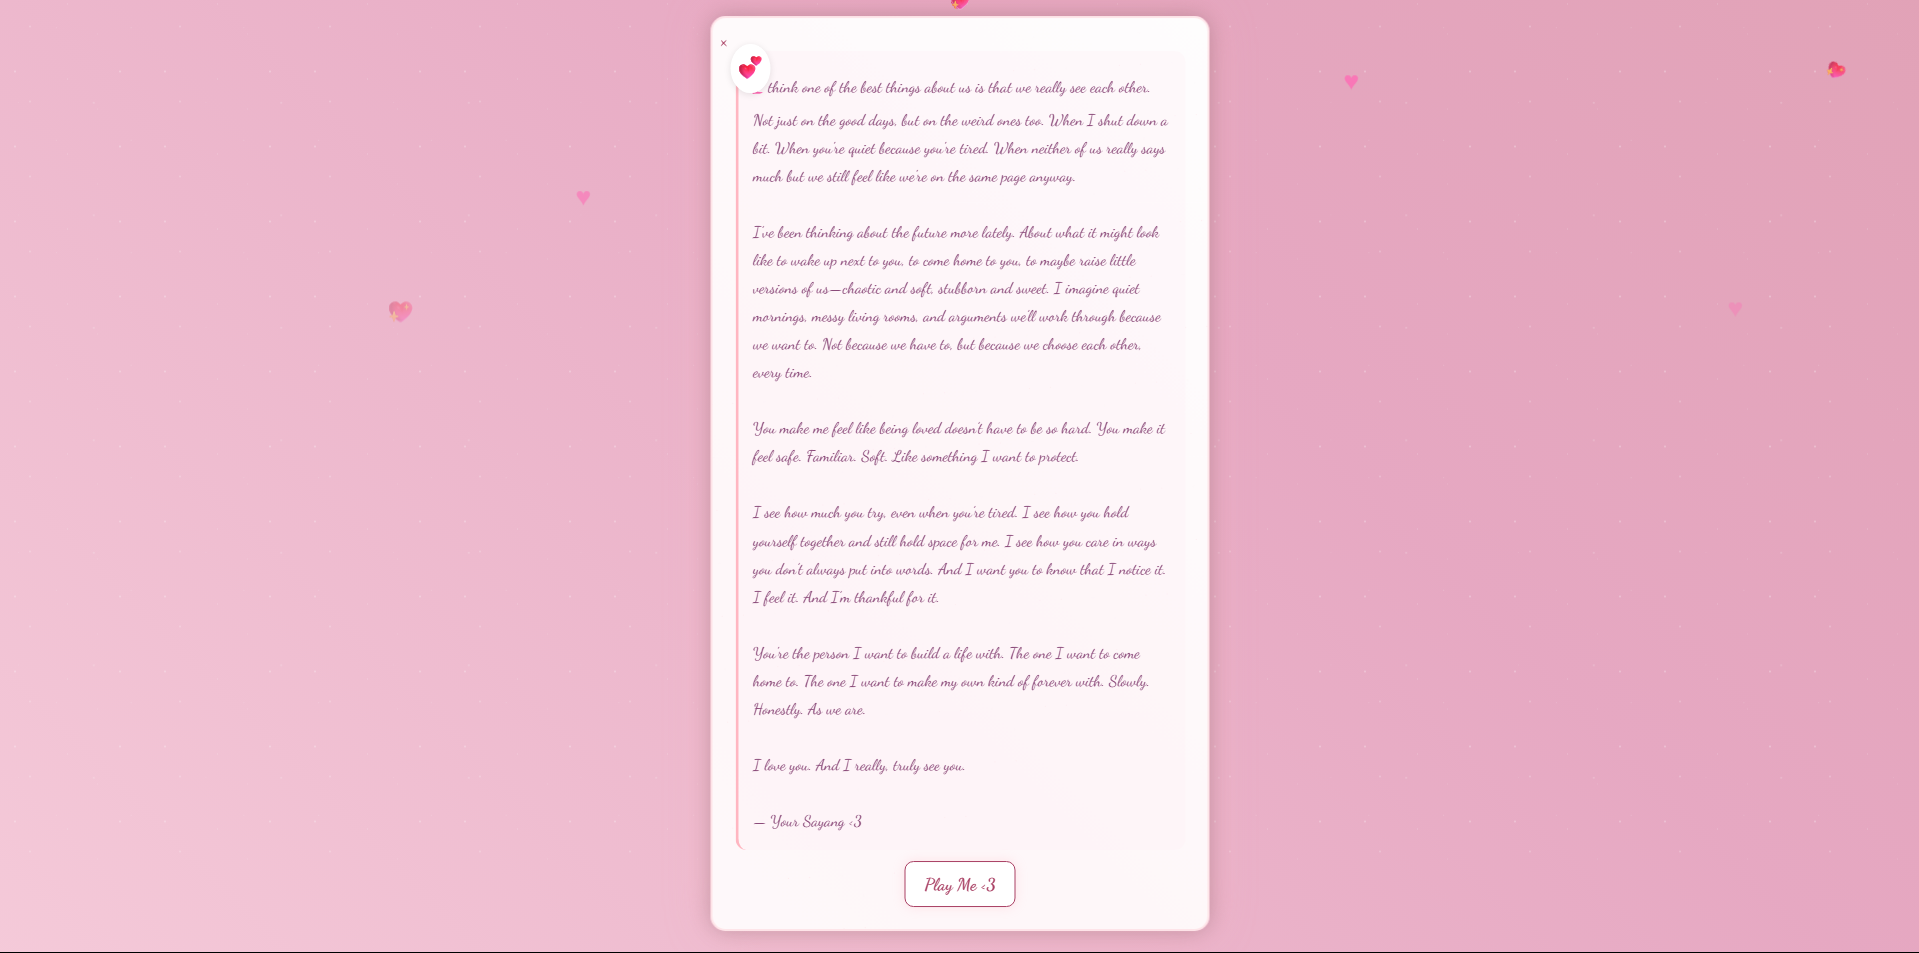 ×
I think one of the best things about us is that we really see each other.
Not just on the good days, but on the weird ones too. When I shut down a
bit. When you're quiet because you're tired. When neither of us really says
much but we still feel like we're on the same page anyway.
I've been thinking about the future more lately. About what it might look
like to wake up next to you, to come home to you, to maybe raise little
versions of us—chaotic and soft, stubborn and sweet. I imagine quiet
mornings, messy living rooms, and arguments we'll work through because
we want to. Not because we have to, but because we choose each other,
every time.
You make me feel like being loved doesn't have to be so hard. You make it
feel safe. Familiar. Soft. Like something I want to protect.
I see how much you try, even when you're tired. I see how you hold
yourself together and still hold space for me. I see how you care in ways
you don't always put into words. And I want you to know that I notice it.
I feel it. And I'm thankful for it.
You're the person I want to build a life with. The one I want to come
home to. The one I want to make my own kind of forever with. Slowly.
Honestly. As we are.
I love you. And I really, truly see you.
— Your Sayang <3
Play Me <3